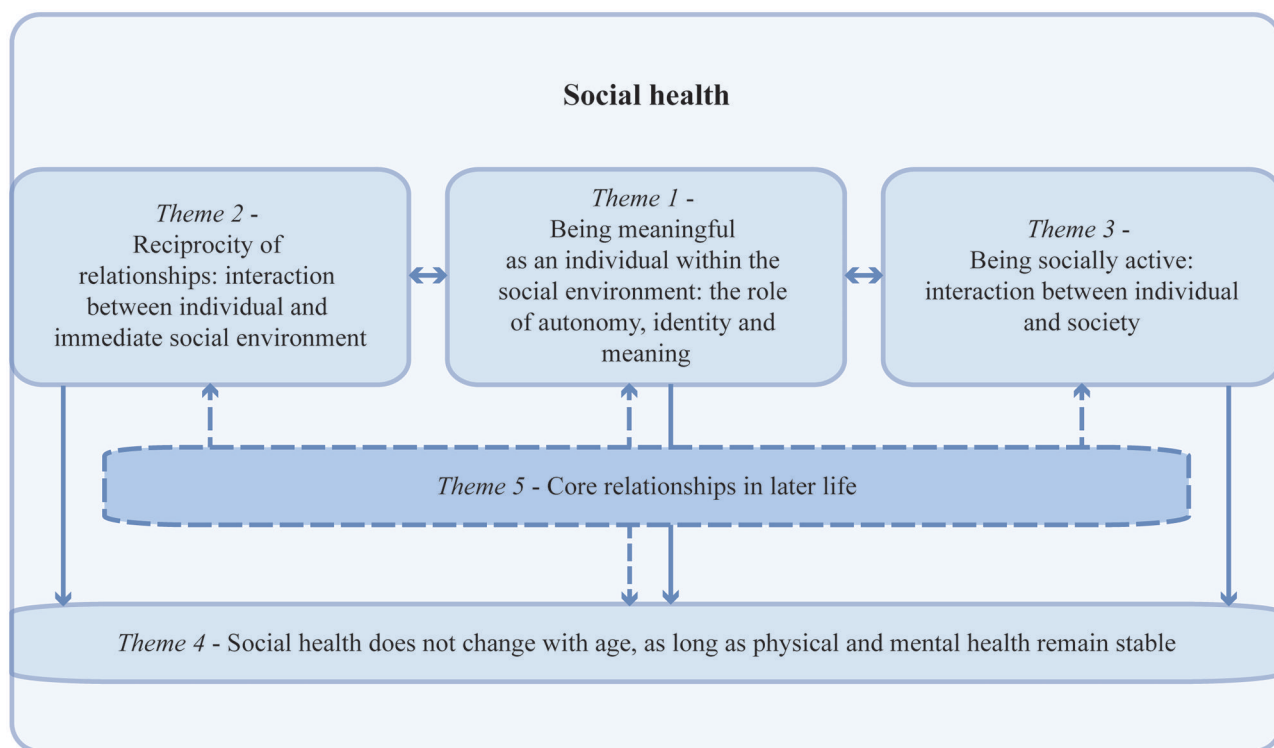 Social health
Theme 2 -
Reciprocity of
relationships: interaction
between individual and
immediate social environment
Theme 1 -
Being meaningful
as an individual within the
social environment: the role
of autonomy, identity and
meaning
Theme 3 -
Being socially active:
interaction between individual
and society
Theme 5 - Core relationships in later life
Theme 4 - Social health does not change with age, as long as physical and mental health remain stable